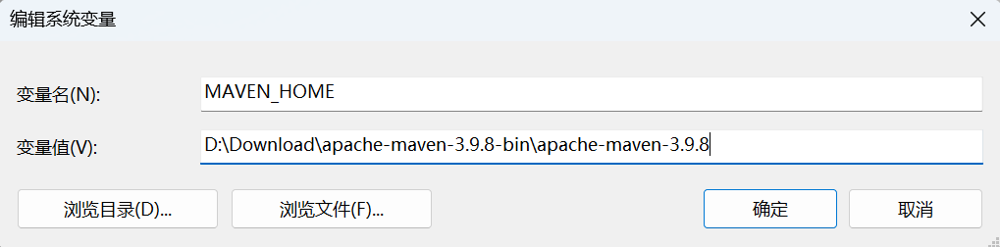 编辑系统变量
变量名(N):
MAVEN_HOME
变量值(V):
D:\Download\apache-maven-3.9.8-bin\apache-maven-3.9.8
浏览目录(D)...
浏览文件(F)...
确定
取消